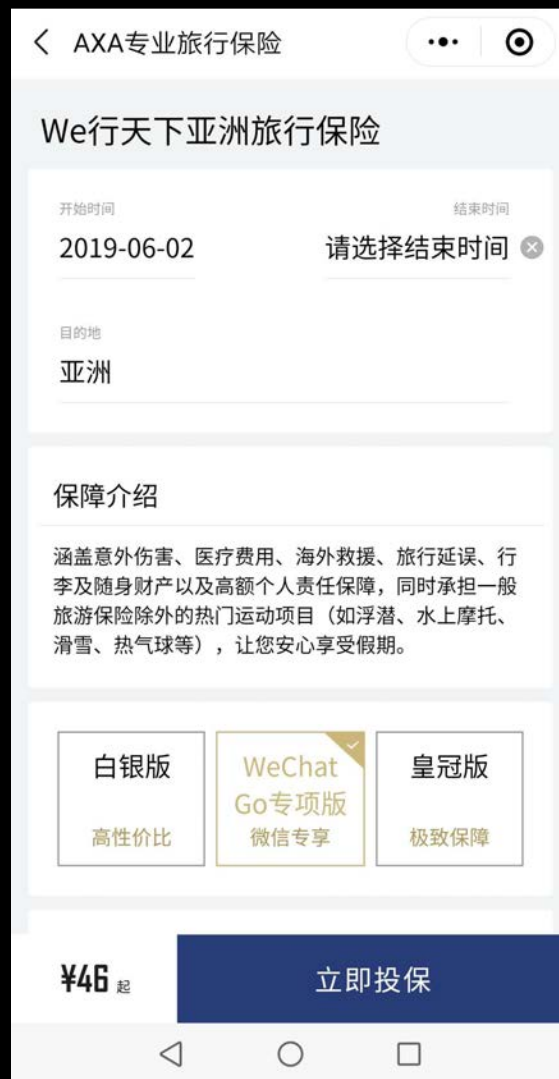 AXA专业旅行保险
We行天下亚洲旅行保险
开始时间
结束时间
2019-06-02
请选择结束时间
目的地
亚洲
保障介绍
涵盖意外伤害、医疗费用、海外救援、旅行延误、行
李及随身财产以及高额个人责任保障，同时承担一般
旅游保险除外的热门运动项目（如浮潜、水上摩托、
滑雪、热气球等），让您安心享受假期。
白银版
高性价比
WeChat
Go专项版
微信专享
皇冠版
极致保障
¥46 起
立即投保